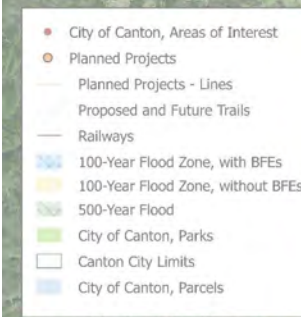 City of Canton, Areas of Interest
Planned Projects
Planned Projects - Lines
Proposed and Future Trails
Railways
100-Year Flood Zone, with BFEs
100-Year Flood Zone, without BFEs
500-Year Flood
City of Canton, Parks
Canton City Limits
City of Canton, Parcels